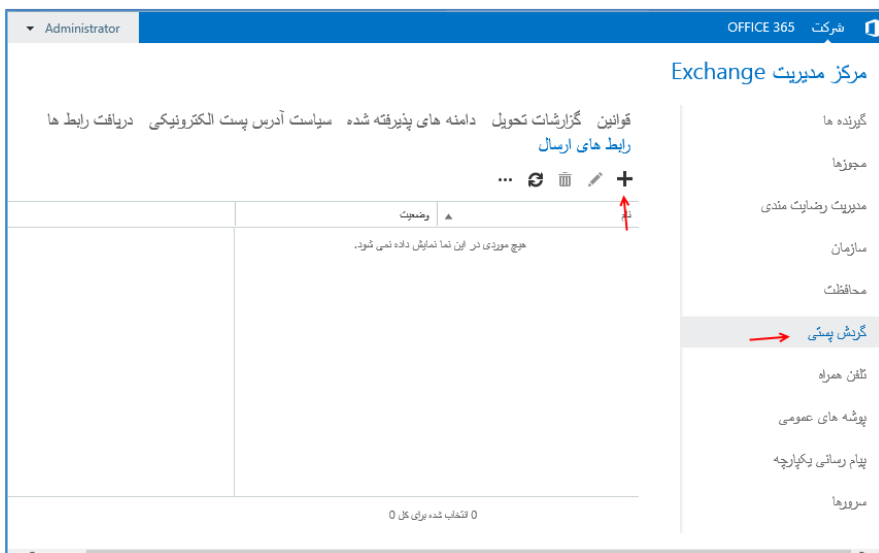 شرکت OFFICE 365
Administrator
مرکز مدیریت Exchange
گیرنده ها
مجوزها
مدیریت رضایت مندی
سازمان
محافظت
گردش پستی
تلفن همراه
پوشه های عمومی
پیام رسانی یکپارچه
سرورها
قوانین گزارشات تحویل دامنه های پذیرفته شده سیاست آدرس پست الکترونیکی دریافت رابط ها
رابط های ارسال
نام وضعیت
هیچ موردی در این نما نمایش داده نمی شود.
0 انتخاب شده برای کل 0